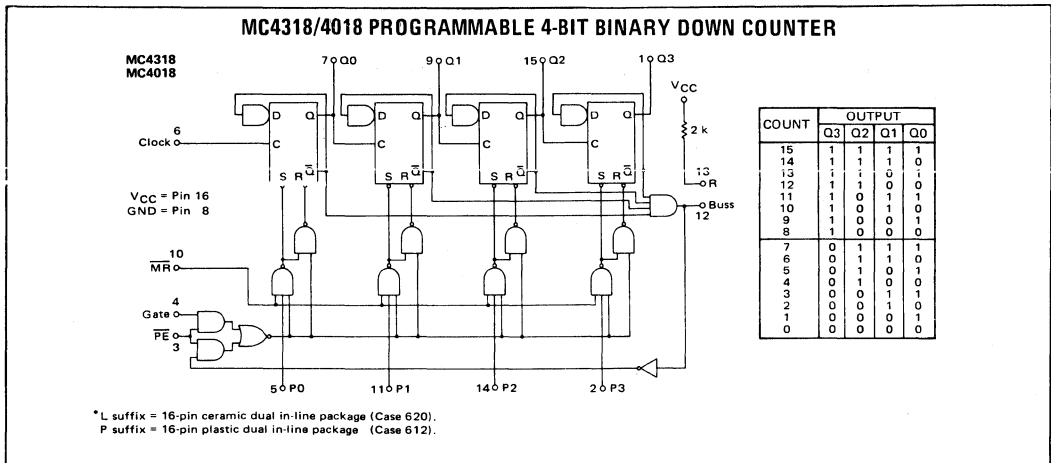 MC4318/4018 PROGRAMMABLE 4-BIT BINARY DOWN COUNTER
MC4318
MC4018
7 Q0
9 Q1
15 Q2
1 Q3
VCC
2 k
13
R
D Q
D Q
D Q
D Q
6
Clock
C
C
C
C
S R Q̅
S R Q̅
S R Q̅
S R Q̅
VCC = Pin 16
GND = Pin 8
Buss
12
10
M̅R̅
4
Gate
P̅E̅
3
5 P0
11 P1
14 P2
2 P3
COUNT OUTPUT
Q3 Q2 Q1 Q0
15 1 1 1 1
14 1 1 1 0
13 1 1 0 1
12 1 1 0 0
11 1 0 1 1
10 1 0 1 0
9 1 0 0 1
8 1 0 0 0
7 0 1 1 1
6 0 1 1 0
5 0 1 0 1
4 0 1 0 0
3 0 0 1 1
2 0 0 1 0
1 0 0 0 1
0 0 0 0 0
*L suffix = 16-pin ceramic dual in-line package (Case 620).
P suffix = 16-pin plastic dual in-line package (Case 612).